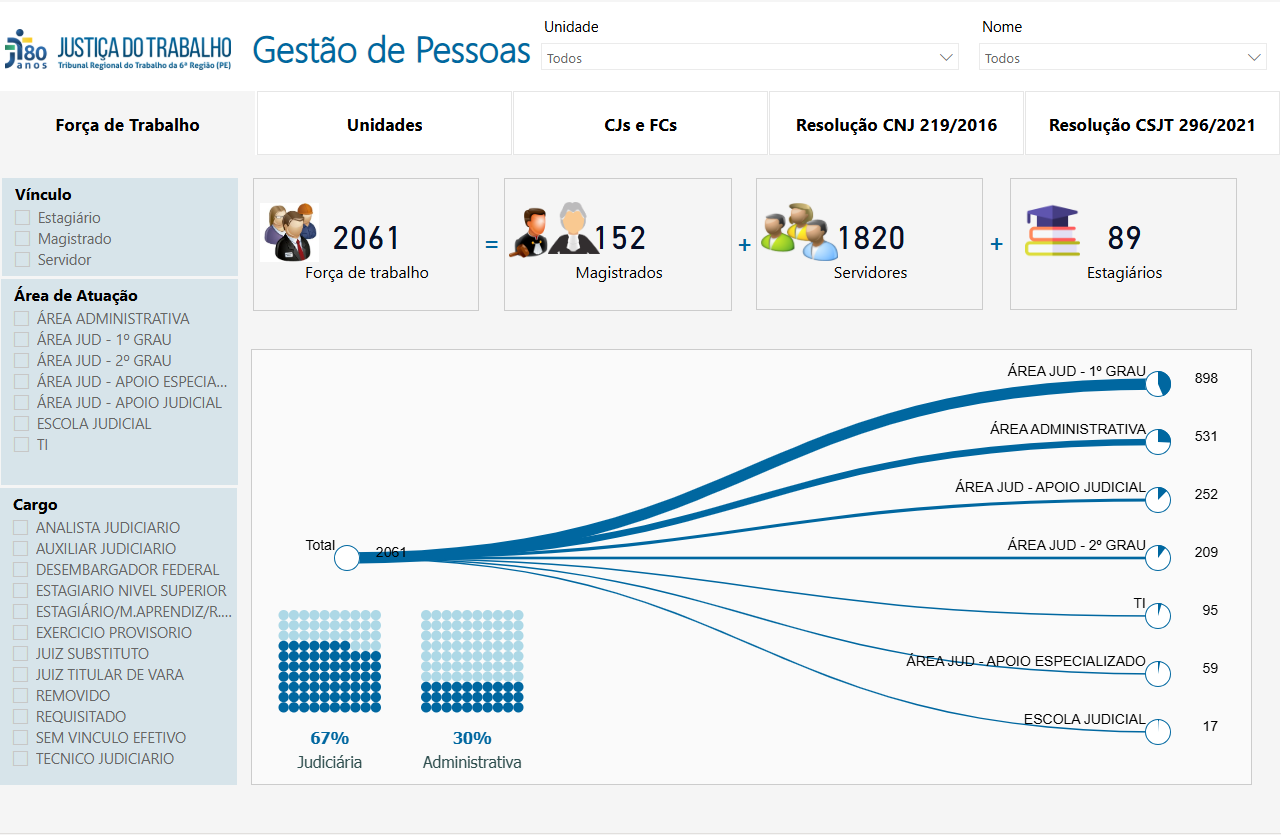 80
anos
JUSTIÇA DO TRABALHO
Tribunal Regional do Trabalho da 6ª Região (PE)
Gestão de Pessoas
Unidade
Todos
Nome
Todos
Força de Trabalho
Unidades
CJs e FCs
Resolução CNJ 219/2016
Resolução CSJT 296/2021
Vínculo
Estagiário
Magistrado
Servidor
Área de Atuação
ÁREA ADMINISTRATIVA
ÁREA JUD - 1º GRAU
ÁREA JUD - 2º GRAU
ÁREA JUD - APOIO ESPECIA...
ÁREA JUD - APOIO JUDICIAL
ESCOLA JUDICIAL
TI
Cargo
ANALISTA JUDICIARIO
AUXILIAR JUDICIARIO
DESEMBARGADOR FEDERAL
ESTAGIARIO NIVEL SUPERIOR
ESTAGIÁRIO/M.APRENDIZ/R....
EXERCICIO PROVISORIO
JUIZ SUBSTITUTO
JUIZ TITULAR DE VARA
REMOVIDO
REQUISITADO
SEM VINCULO EFETIVO
TECNICO JUDICIARIO
2061
Força de trabalho
=
152
Magistrados
+
1820
Servidores
+
89
Estagiários
Total
2061
ÁREA JUD - 1º GRAU
898
ÁREA ADMINISTRATIVA
531
ÁREA JUD - APOIO JUDICIAL
252
ÁREA JUD - 2º GRAU
209
TI
95
ÁREA JUD - APOIO ESPECIALIZADO
59
ESCOLA JUDICIAL
17
67%
Judiciária
30%
Administrativa